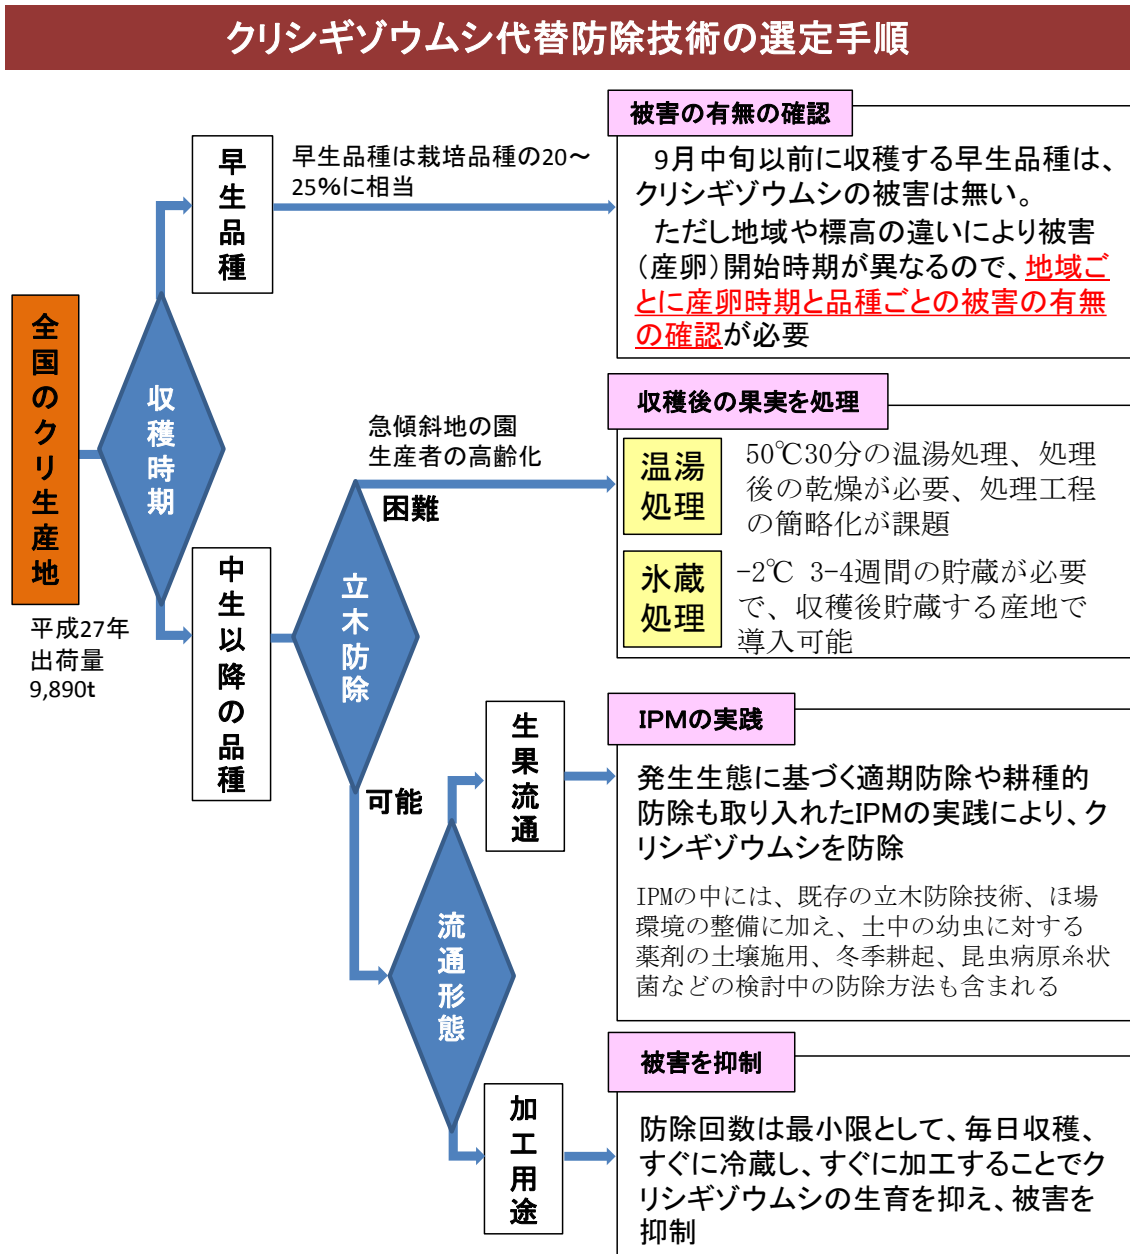 クリシギゾウムシ代替防除技術の選定手順
全国のクリ生産地
平成27年
出荷量
9,890t
収穫時期
早生品種
早生品種は栽培品種の20～
25%に相当
被害の有無の確認
9月中旬以前に収穫する早生品種は、
クリシギゾウムシの被害は無い。
ただし地域や標高の違いにより被害
（産卵）開始時期が異なるので、地域ご
とに産卵時期と品種ごとの被害の有無
の確認が必要
中生以降の品種
立木防除
急傾斜地の園
生産者の高齢化
困難
収穫後の果実を処理
温湯
処理
50℃30分の温湯処理、処理
後の乾燥が必要、処理工程
の簡略化が課題
氷蔵
処理
-2℃ 3-4週間の貯蔵が必要
で、収穫後貯蔵する産地で
導入可能
可能
流通形態
生果流通
IPMの実践
発生生態に基づく適期防除や耕種的
防除も取り入れたIPMの実践により、ク
リシギゾウムシを防除
IPMの中には、既存の立木防除技術、ほ場
環境の整備に加え、土中の幼虫に対する
薬剤の土壌施用、冬季耕起、昆虫病原糸状
菌などの検討中の防除方法も含まれる
加工用途
被害を抑制
防除回数は最小限として、毎日収穫、
すぐに冷蔵し、すぐに加工することでク
リシギゾウムシの生育を抑え、被害を
抑制